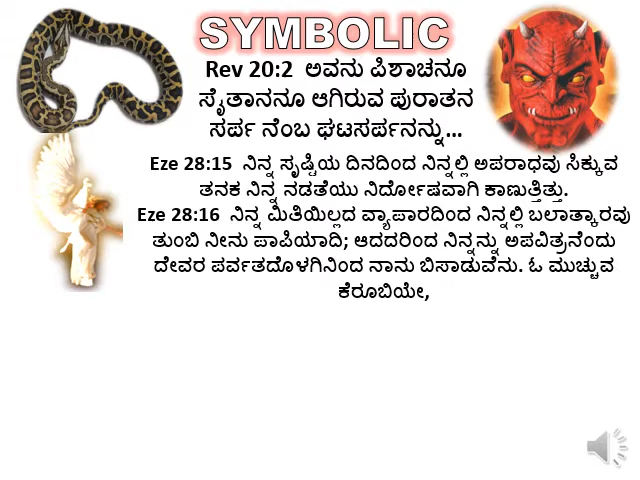 SYMBOLIC
Rev 20:2 ಅವನು ಪಿಶಾಚನೂ
ಸೈತಾನನೂ ಆಗಿರುವ ಪುರಾತನ
ಸರ್ಪ ನೆಂಬ ಘಟಸರ್ಪನನ್ನು...
Eze 28:15 ನಿನ್ನ ಸೃಷ್ಟಿಯ ದಿನದಿಂದ ನಿನ್ನಲ್ಲಿ ಅಪರಾಧವು ಸಿಕ್ಕುವ
ತನಕ ನಿನ್ನ ನಡತೆಯು ನಿರ್ದೋಷವಾಗಿ ಕಾಣುತ್ತಿತ್ತು.
Eze 28:16 ನಿನ್ನ ಮಿತಿಯಿಲ್ಲದ ವ್ಯಾಪಾರದಿಂದ ನಿನ್ನಲ್ಲಿ ಬಲಾತ್ಕಾರವು
ತುಂಬಿ ನೀನು ಪಾಪಿಯಾದಿ; ಆದದರಿಂದ ನಿನ್ನನ್ನು ಅಪವಿತ್ರನೆಂದು
ದೇವರ ಪರ್ವತದೊಳಗಿನಿಂದ ನಾನು ಬಿಸಾಡುವೆನು. ಓ ಮುಚ್ಚುವ
ಕೆರೂಬಿಯೇ,